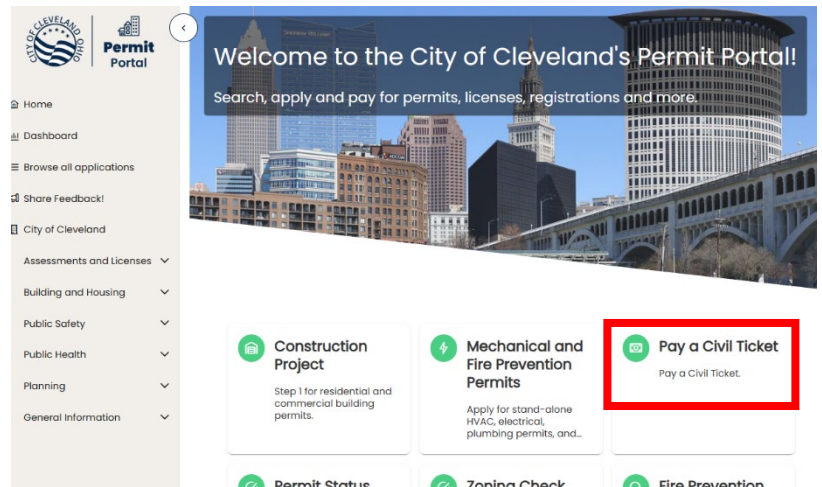 CITY OF CLEVELAND OHIO
Permit
Portal
Home
Dashboard
Browse all applications
Share Feedback!
City of Cleveland
Assessments and Licenses
Building and Housing
Public Safety
Public Health
Planning
General Information
Welcome to the City of Cleveland's Permit Portal!
Search, apply and pay for permits, licenses, registrations and more.
Construction
Project
Step 1 for residential and
commercial building
permits.
Mechanical and
Fire Prevention
Permits
Apply for stand-alone
HVAC, electrical,
plumbing permits, and...
Pay a Civil Ticket
Pay a Civil Ticket.
Permit Status
Zoning Check
Fire Prevention